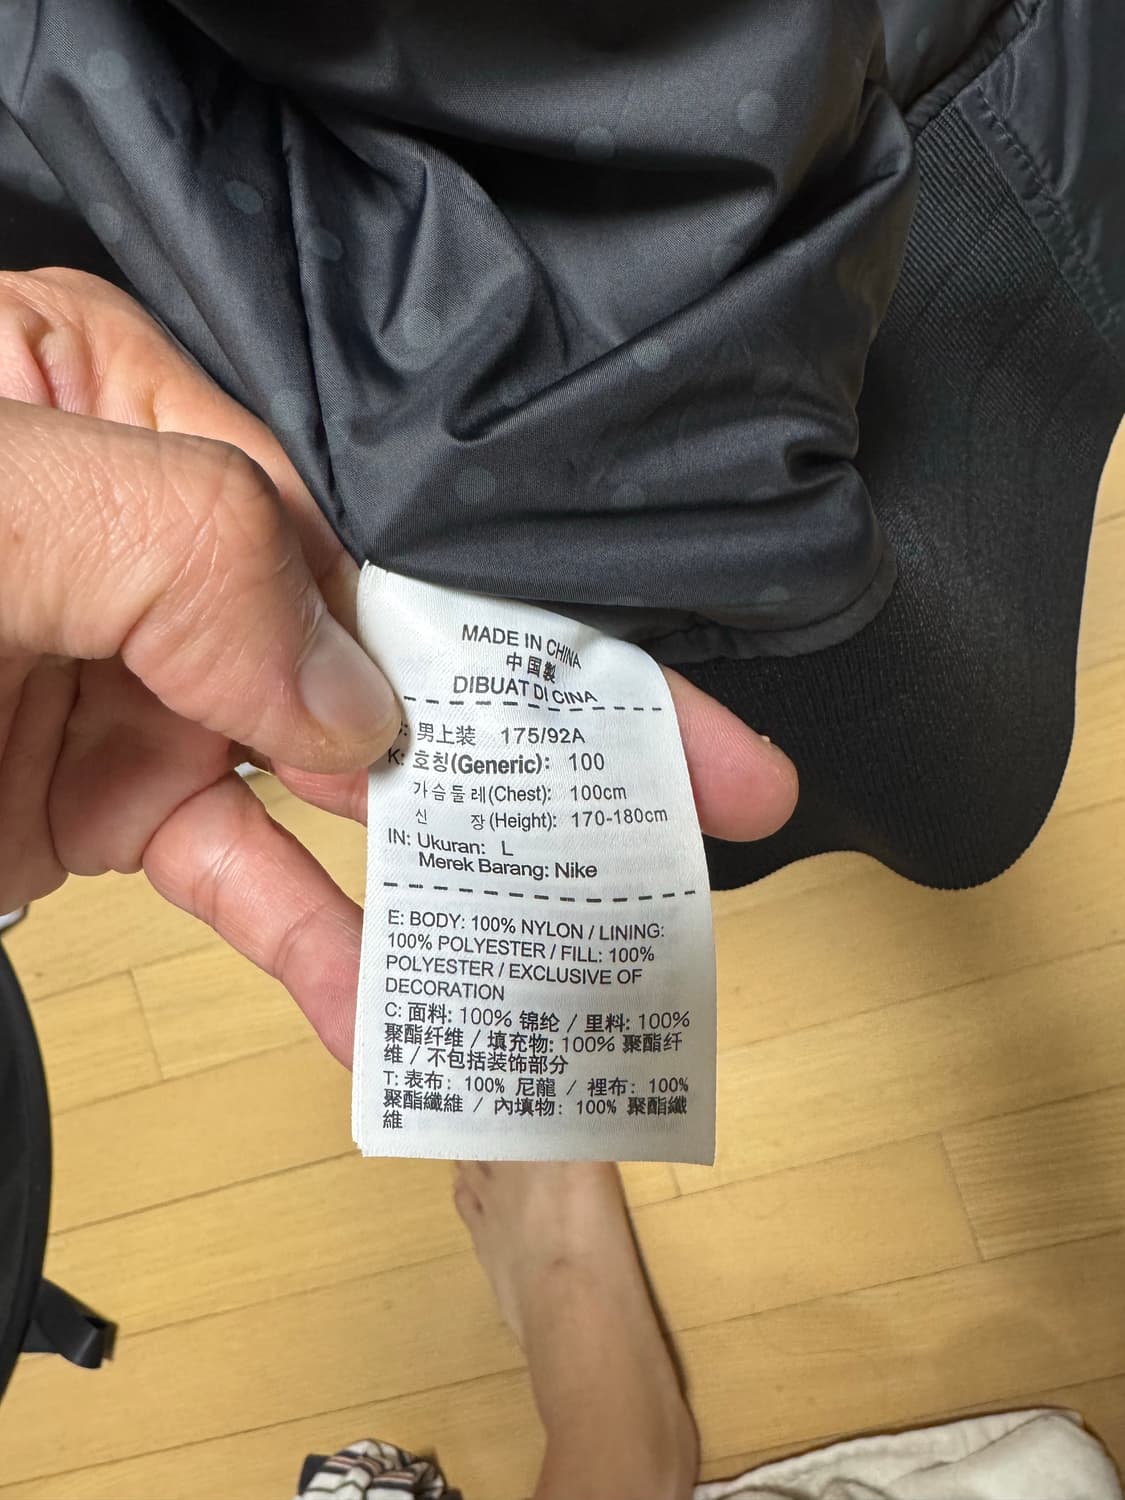 MADE IN CHINA
中国製
DIBUAT DI CINA
: 男上装 175/92A
K: 호칭(Generic): 100
가슴둘레(Chest): 100cm
신 장(Height): 170-180cm
IN: Ukuran: L
Merek Barang: Nike
E: BODY: 100% NYLON / LINING:
100% POLYESTER / FILL: 100%
POLYESTER / EXCLUSIVE OF
DECORATION
C: 面料: 100% 锦纶 / 里料: 100%
聚酯纤维 / 填充物: 100% 聚酯纤
维 / 不包括装饰部分
T: 表布: 100% 尼龍 / 裡布: 100%
聚酯纖維 / 內填物: 100% 聚酯纖
維